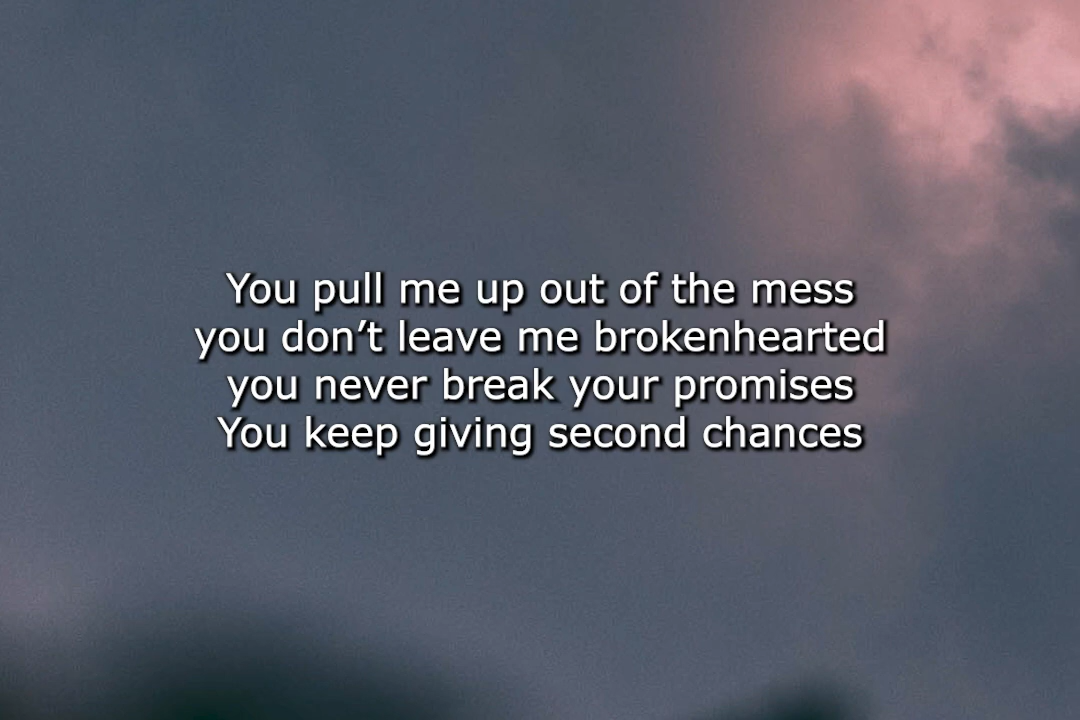 You pull me up out of the mess
you don’t leave me brokenhearted
you never break your promises
You keep giving second chances